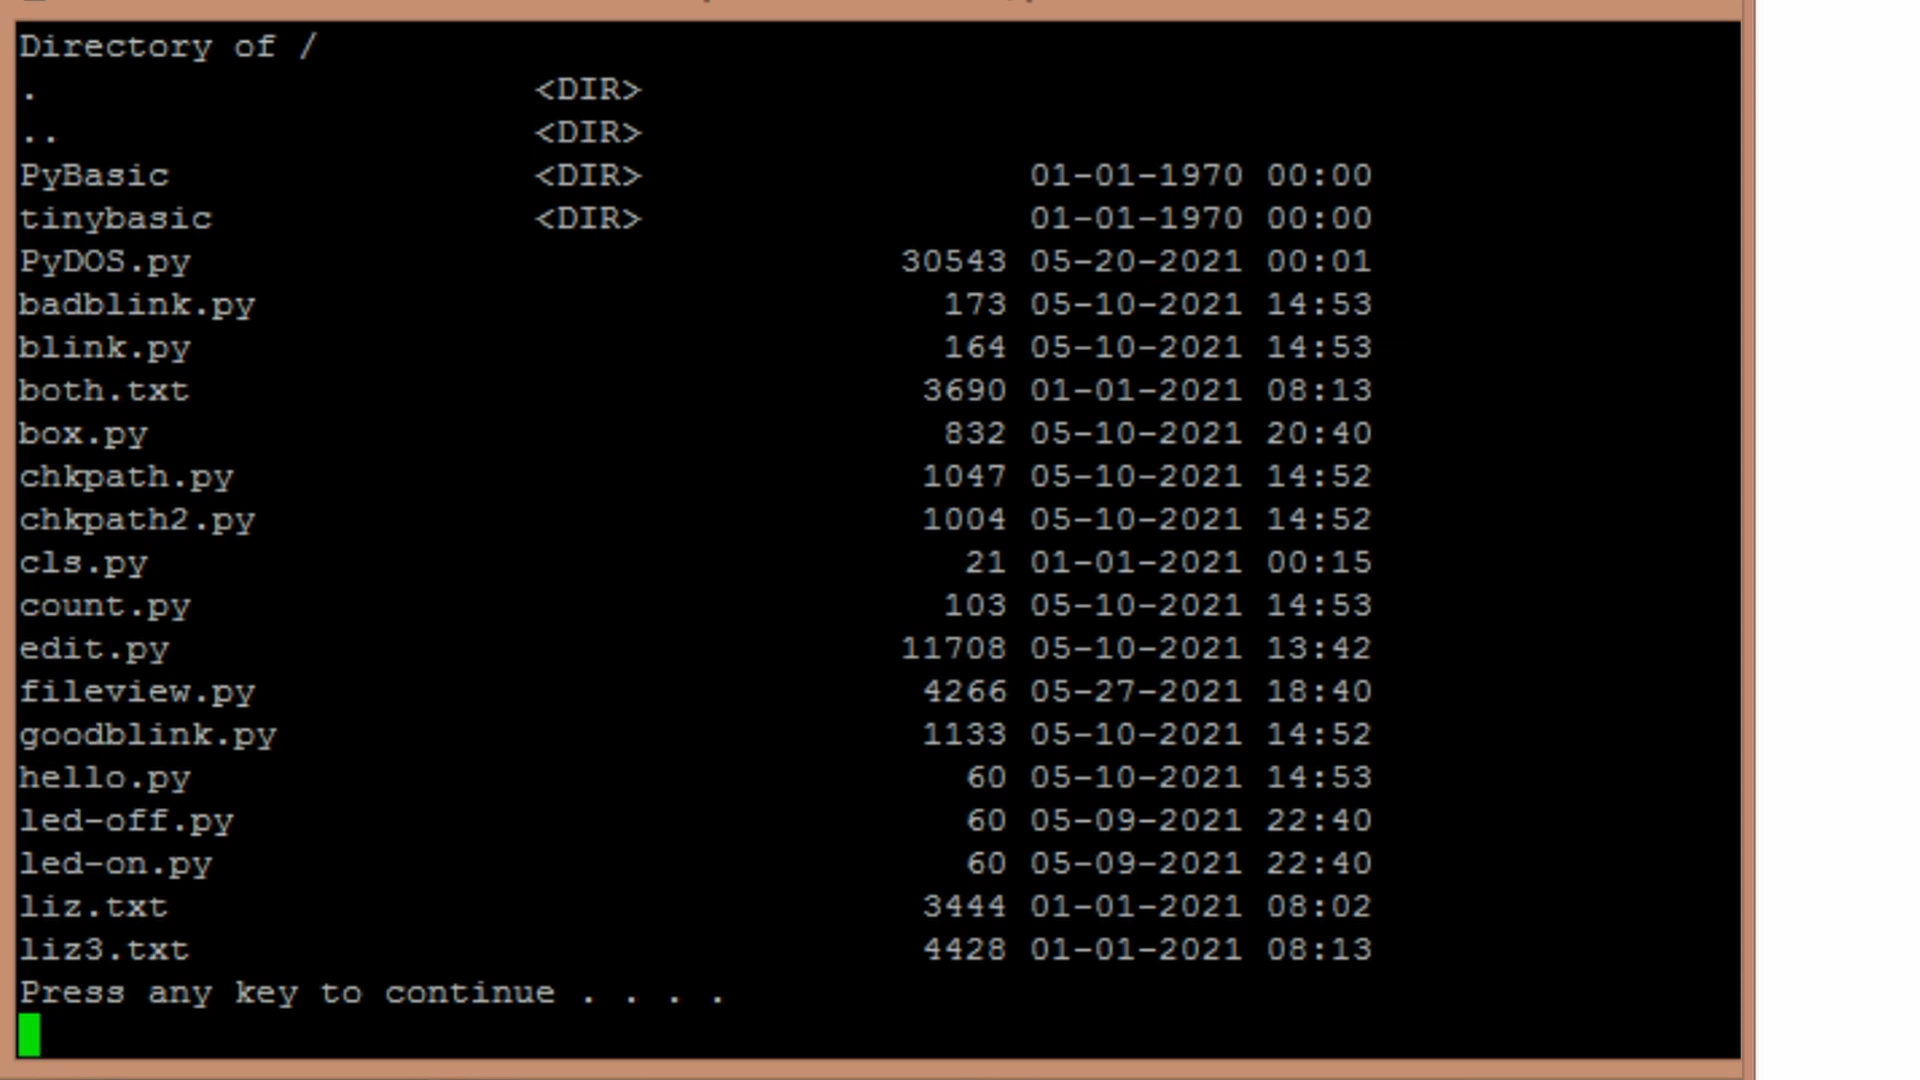 Directory of /
. <DIR>
.. <DIR>
PyBasic <DIR> 01-01-1970 00:00
tinybasic <DIR> 01-01-1970 00:00
PyDOS.py 30543 05-20-2021 00:01
badblink.py 173 05-10-2021 14:53
blink.py 164 05-10-2021 14:53
both.txt 3690 01-01-2021 08:13
box.py 832 05-10-2021 20:40
chkpath.py 1047 05-10-2021 14:52
chkpath2.py 1004 05-10-2021 14:52
cls.py 21 01-01-2021 00:15
count.py 103 05-10-2021 14:53
edit.py 11708 05-10-2021 13:42
fileview.py 4266 05-27-2021 18:40
goodblink.py 1133 05-10-2021 14:52
hello.py 60 05-10-2021 14:53
led-off.py 60 05-09-2021 22:40
led-on.py 60 05-09-2021 22:40
liz.txt 3444 01-01-2021 08:02
liz3.txt 4428 01-01-2021 08:13
Press any key to continue . . . .